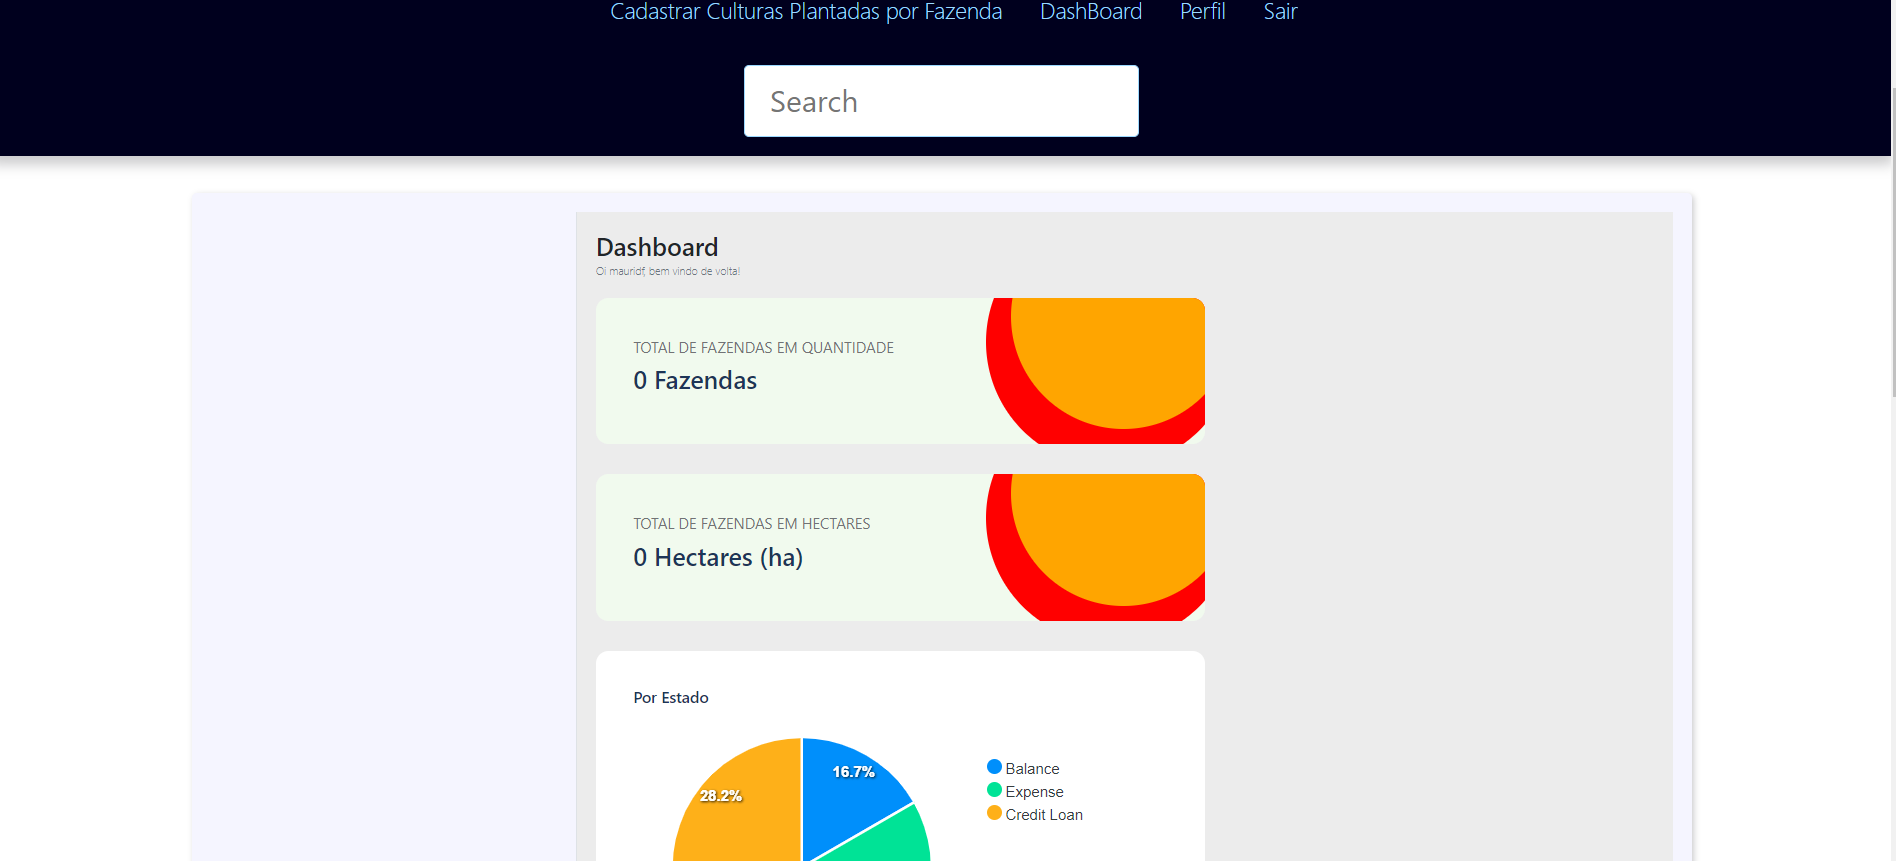 Cadastrar Culturas Plantadas por Fazenda DashBoard Perfil Sair
Search
Dashboard
Oi mauridf, bem vindo de volta!
TOTAL DE FAZENDAS EM QUANTIDADE
0 Fazendas
TOTAL DE FAZENDAS EM HECTARES
0 Hectares (ha)
Por Estado
16.7%
28.2%
Balance
Expense
Credit Loan